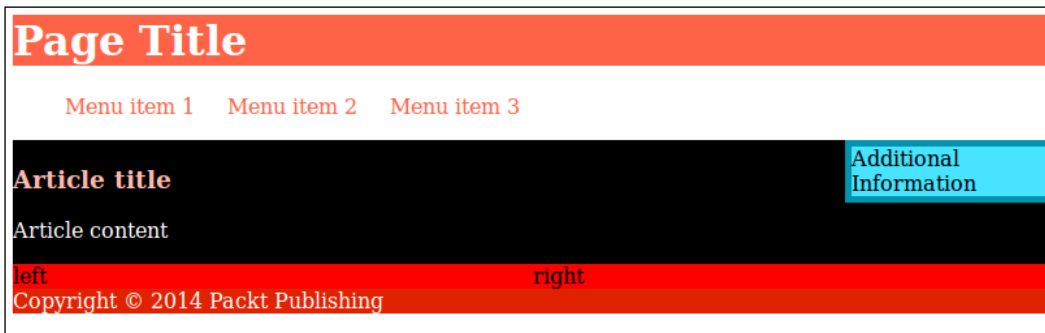 Page Title
Menu item 1 Menu item 2 Menu item 3
Article title
Additional
Information
Article content
left right
Copyright © 2014 Packt Publishing